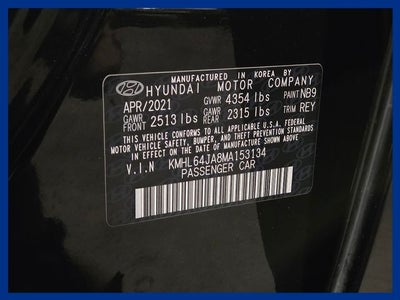 MANUFACTURED IN KOREA BY
HYUNDAI MOTOR COMPANY
APR/2021 GVWR 4354 lbs PAINT NB9
GAWR FRONT 2513 lbs GAWR REAR 2315 lbs TRIM REY
THIS VEHICLE CONFORMS TO ALL APPLICABLE U.S.A. FEDERAL
MOTOR VEHICLE SAFETY, BUMPER, AND THEFT PREVENTION STANDARDS
IN EFFECT ON THE DATE OF MANUFACTURE SHOWN ABOVE.
V.I.N KMHL64JA8MA153134
PASSENGER CAR